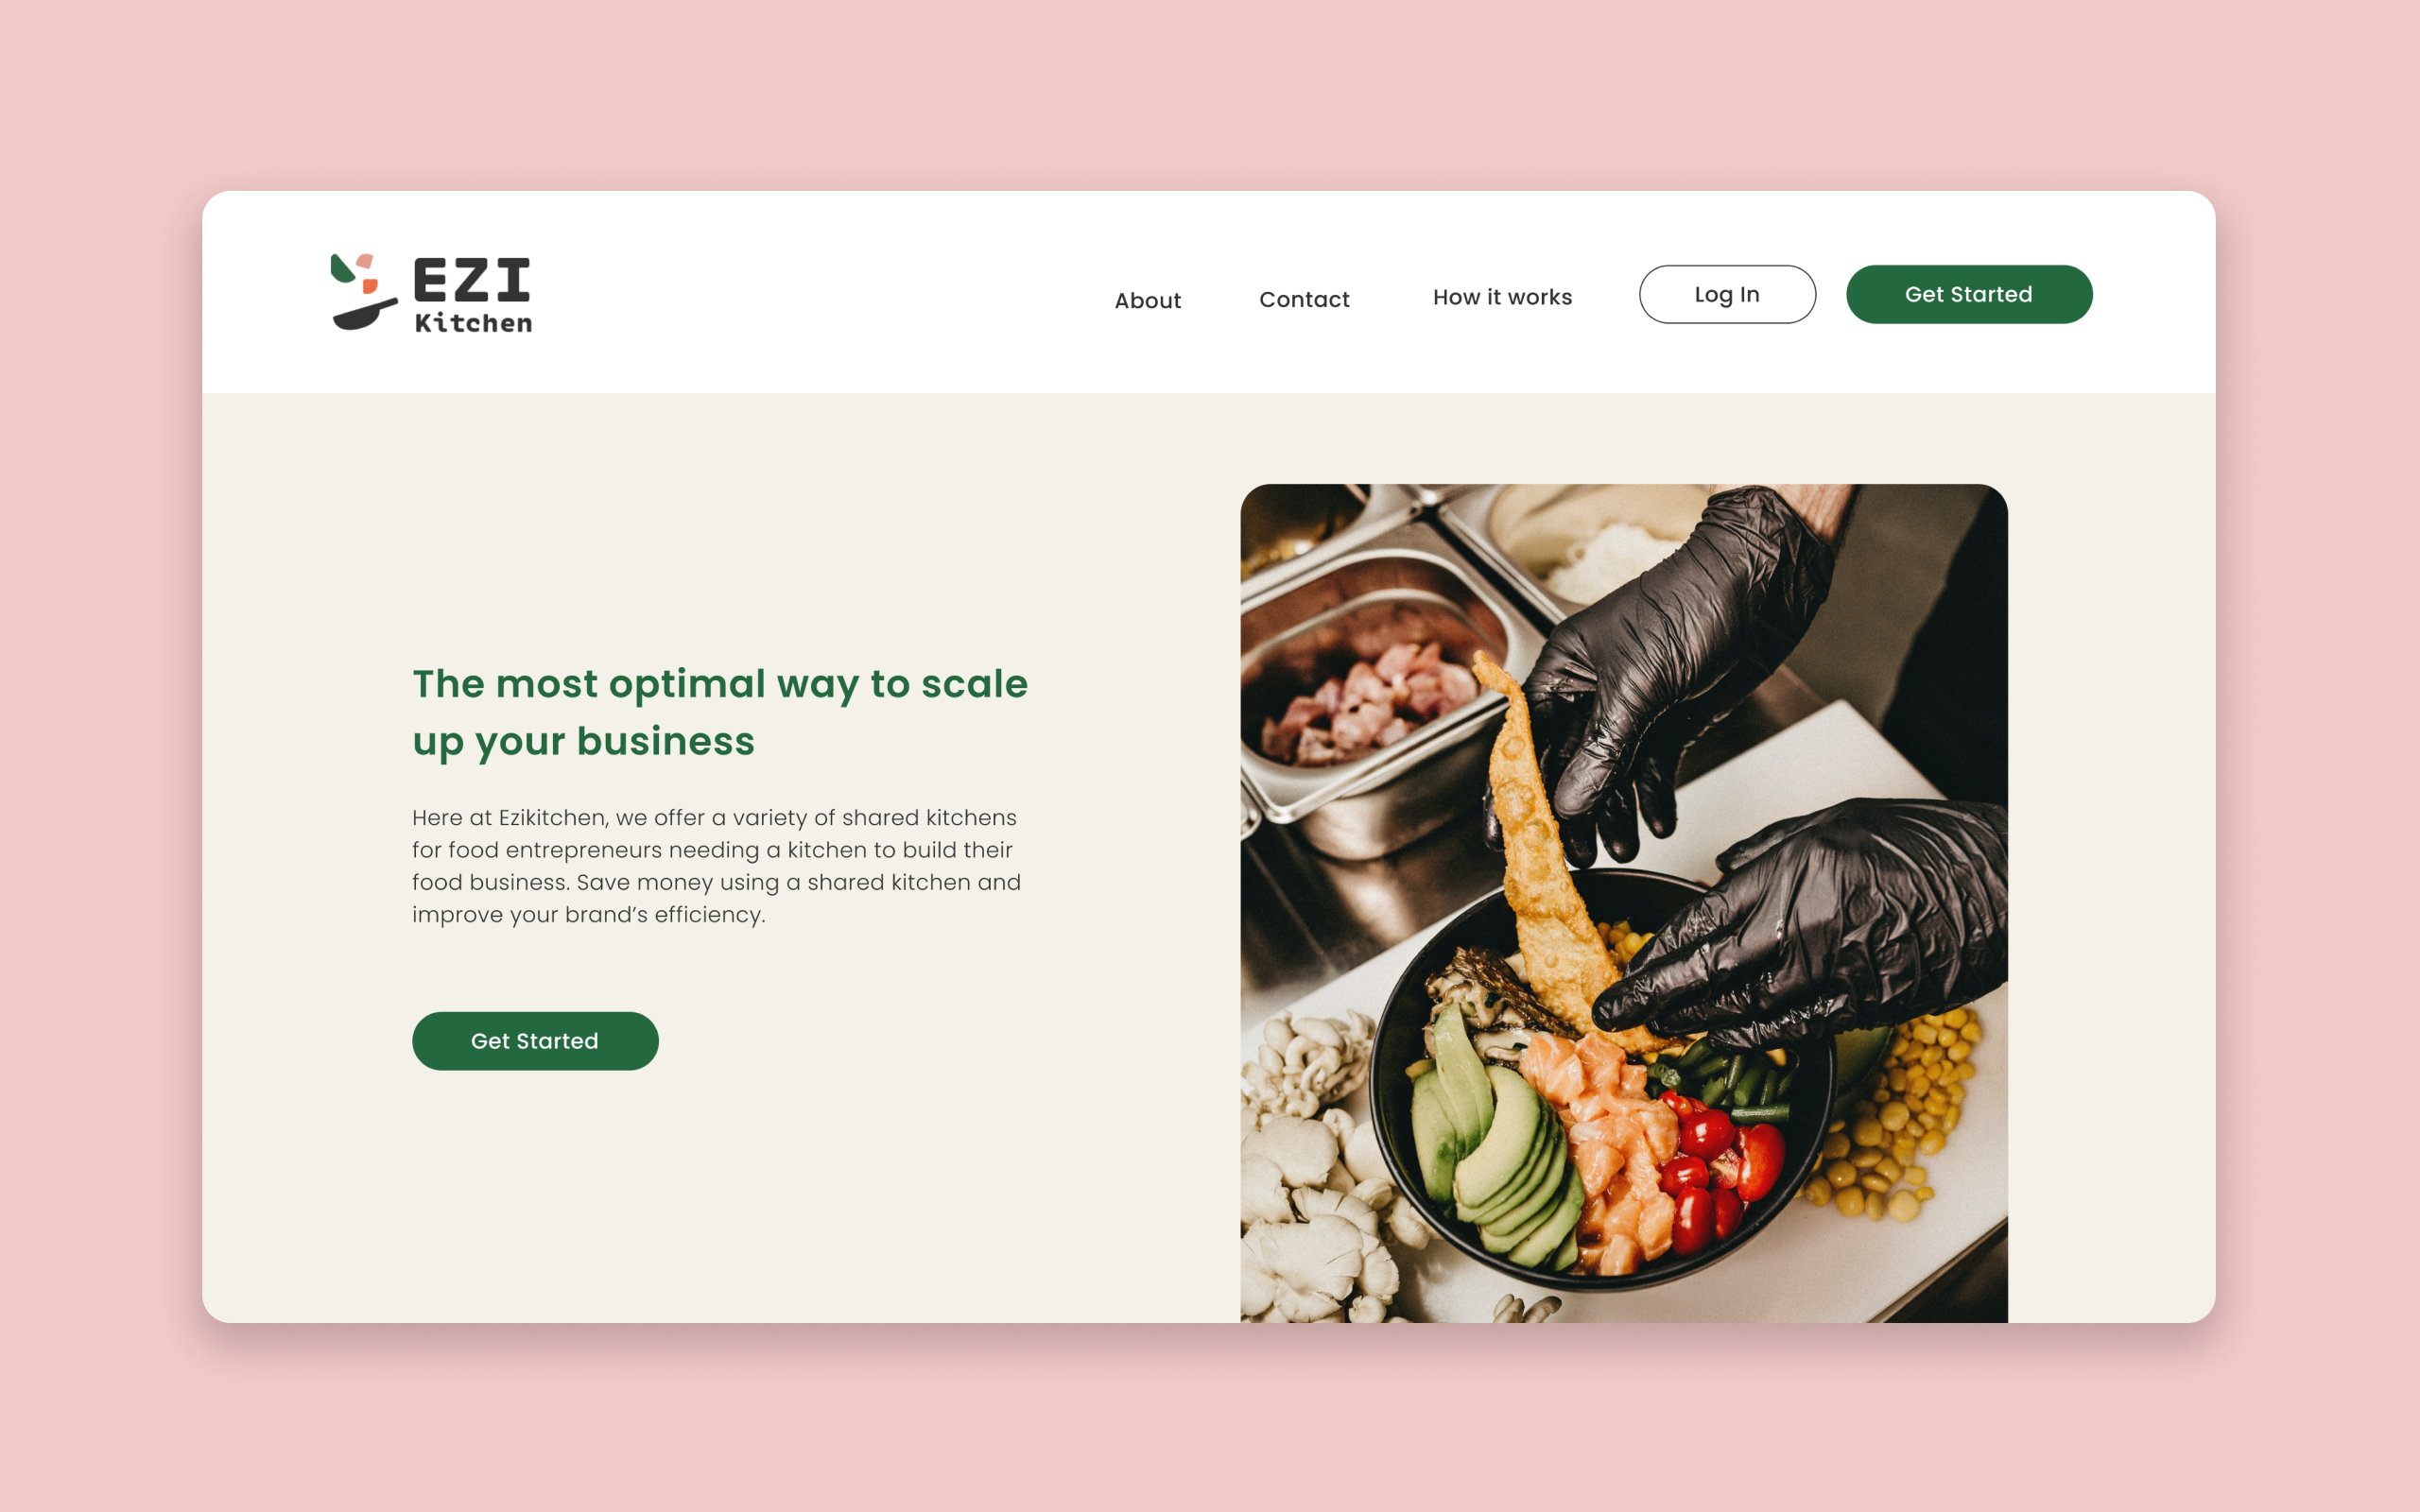 EZI
Kitchen
About
Contact
How it works
Log In
Get Started
The most optimal way to scale
up your business
Here at Ezikitchen, we offer a variety of shared kitchens
for food entrepreneurs needing a kitchen to build their
food business. Save money using a shared kitchen and
improve your brand’s efficiency.
Get Started